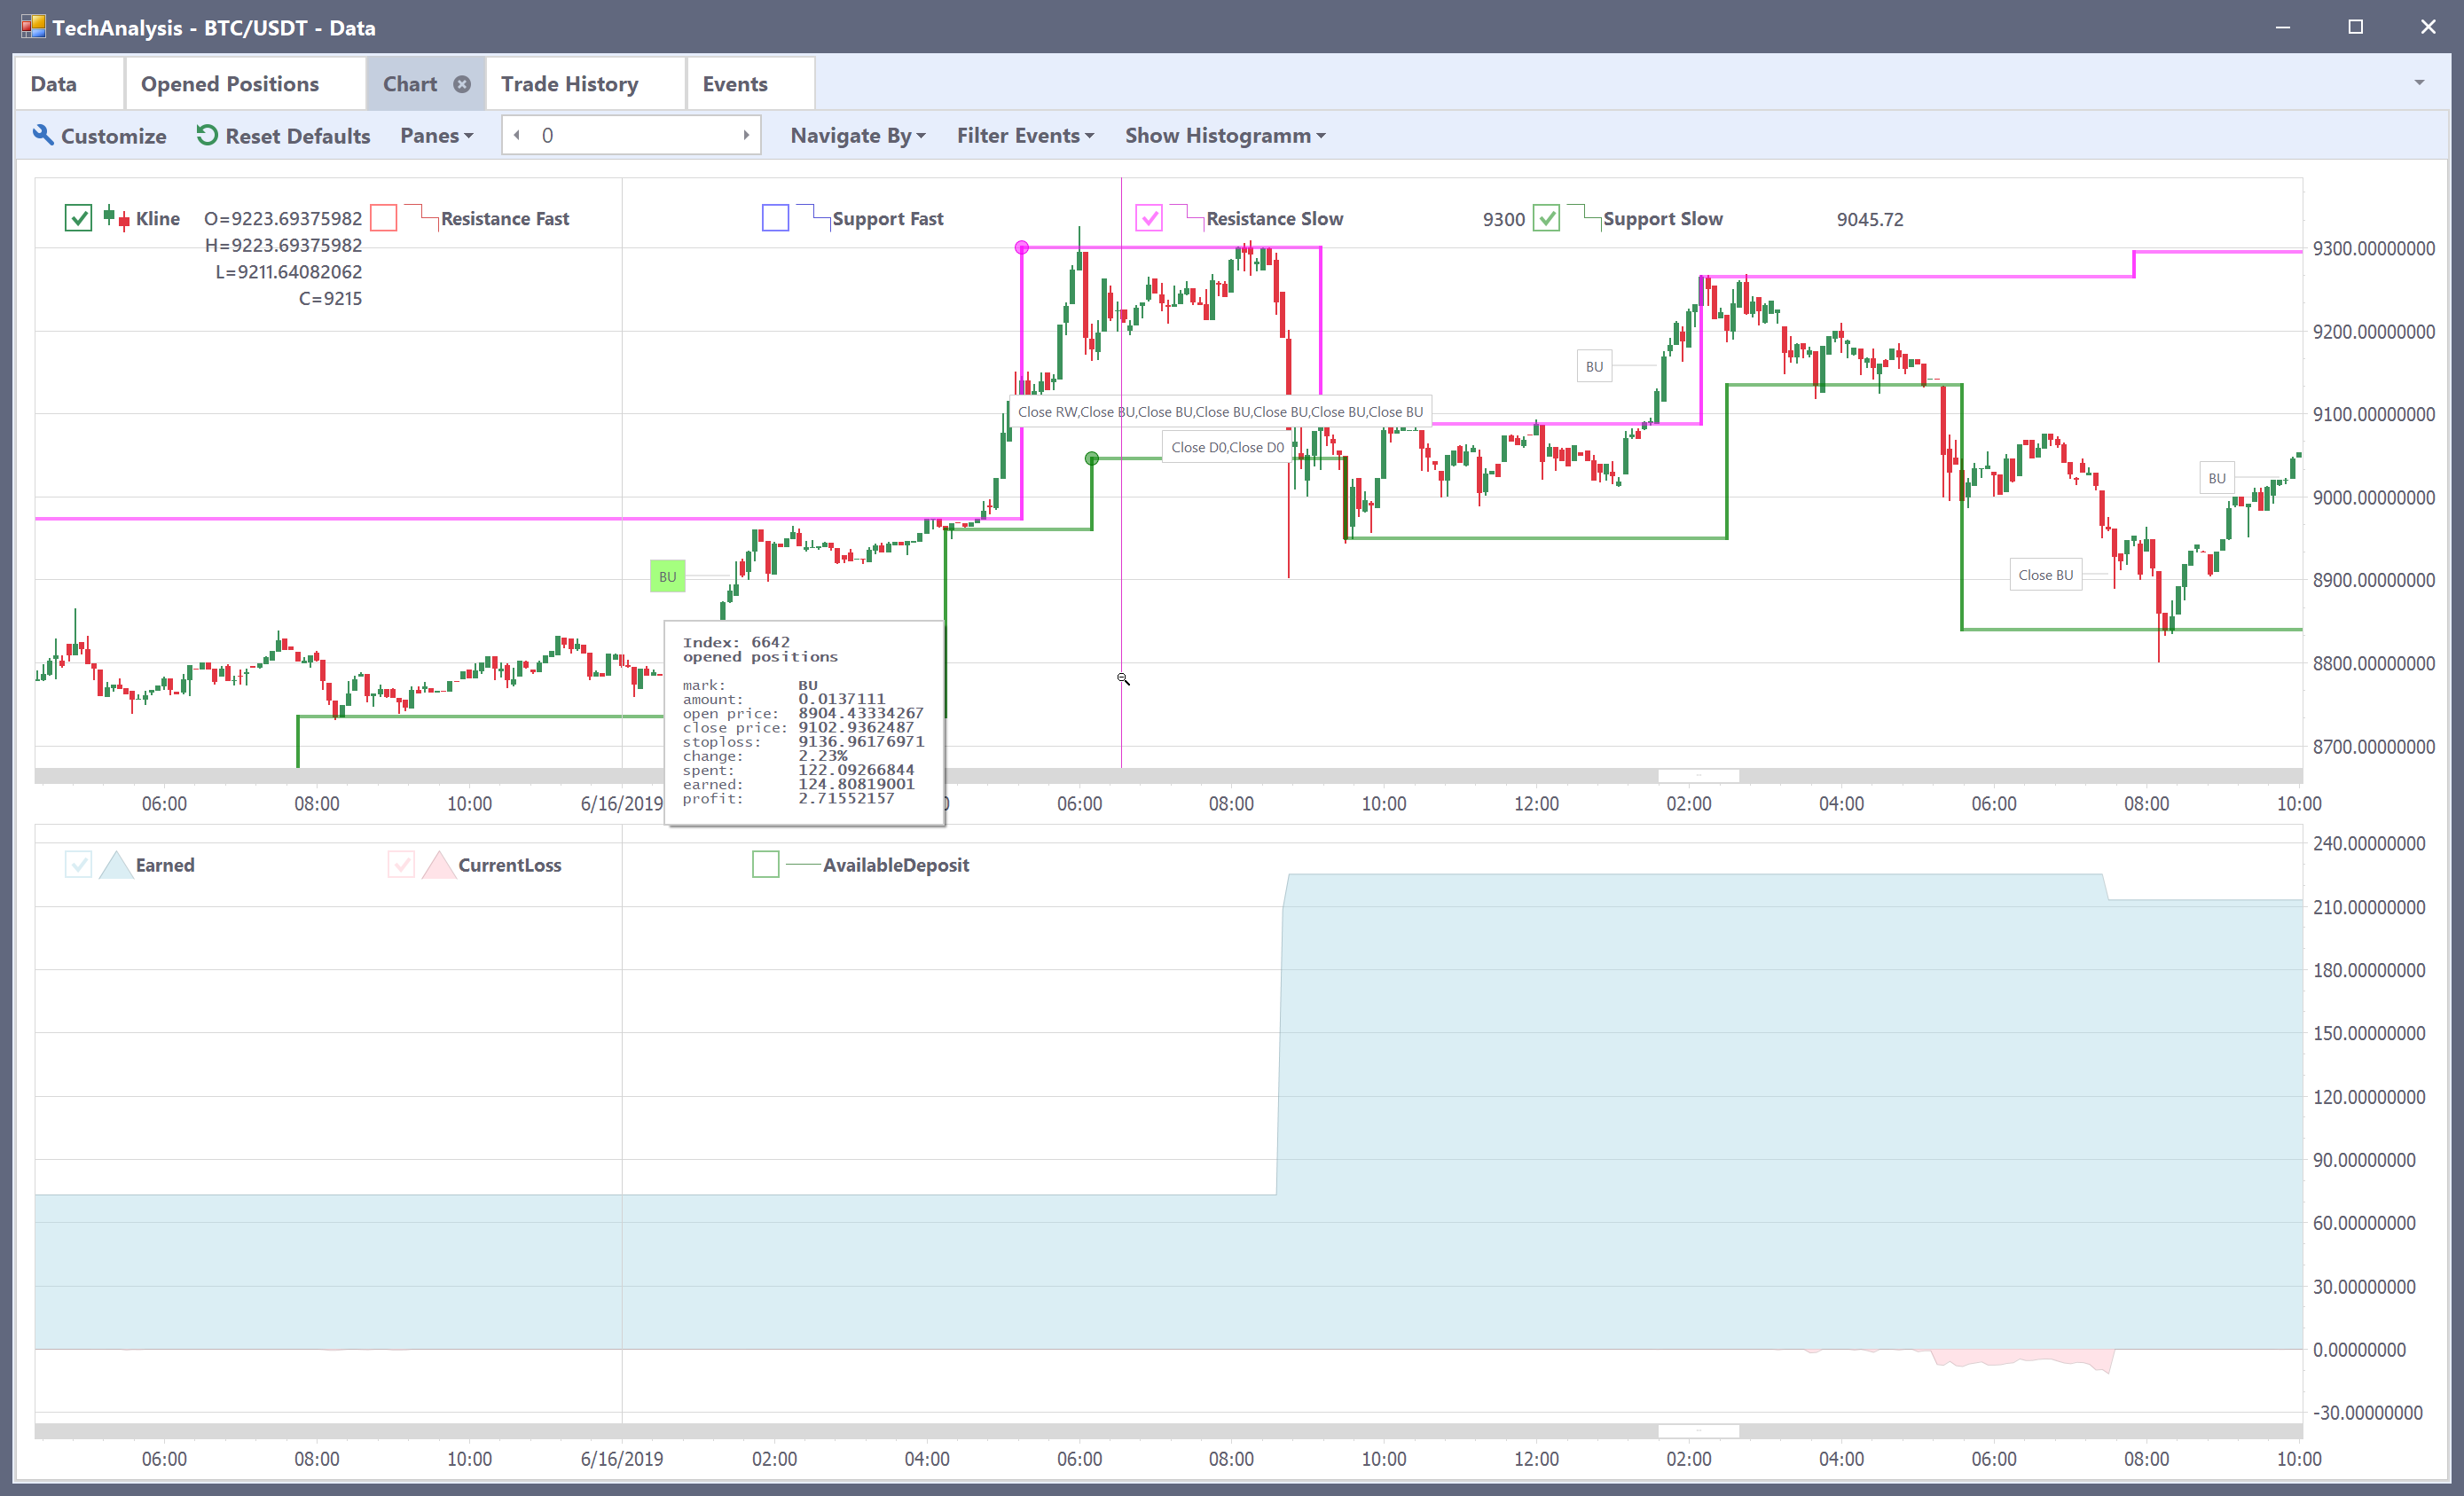 TechAnalysis - BTC/USDT - Data
Data
Opened Positions
Chart
Trade History
Events
Customize
Reset Defaults
Panes
0
Navigate By
Filter Events
Show Histogramm
Kline
O=9223.69375982
H=9223.69375982
L=9211.64082062
C=9215
Resistance Fast
Support Fast
Resistance Slow
9300
Support Slow
9045.72
9300.00000000
9200.00000000
9100.00000000
9000.00000000
8900.00000000
8800.00000000
8700.00000000
BU
Close RW,Close BU,Close BU,Close BU,Close BU,Close BU,Close BU
Close D0,Close D0
BU
BU
Close BU
Index: 6642
opened positions
mark: BU
amount: 0.0137111
open price: 8904.43334267
close price: 9102.9362487
stoploss: 9136.96176971
change: 2.23%
spent: 122.09266844
earned: 124.80819001
profit: 2.71552157
06:00
08:00
10:00
6/16/2019
06:00
08:00
10:00
12:00
02:00
04:00
06:00
08:00
10:00
Earned
CurrentLoss
AvailableDeposit
240.00000000
210.00000000
180.00000000
150.00000000
120.00000000
90.00000000
60.00000000
30.00000000
0.00000000
-30.00000000
06:00
08:00
10:00
6/16/2019
02:00
04:00
06:00
08:00
10:00
12:00
02:00
04:00
06:00
08:00
10:00